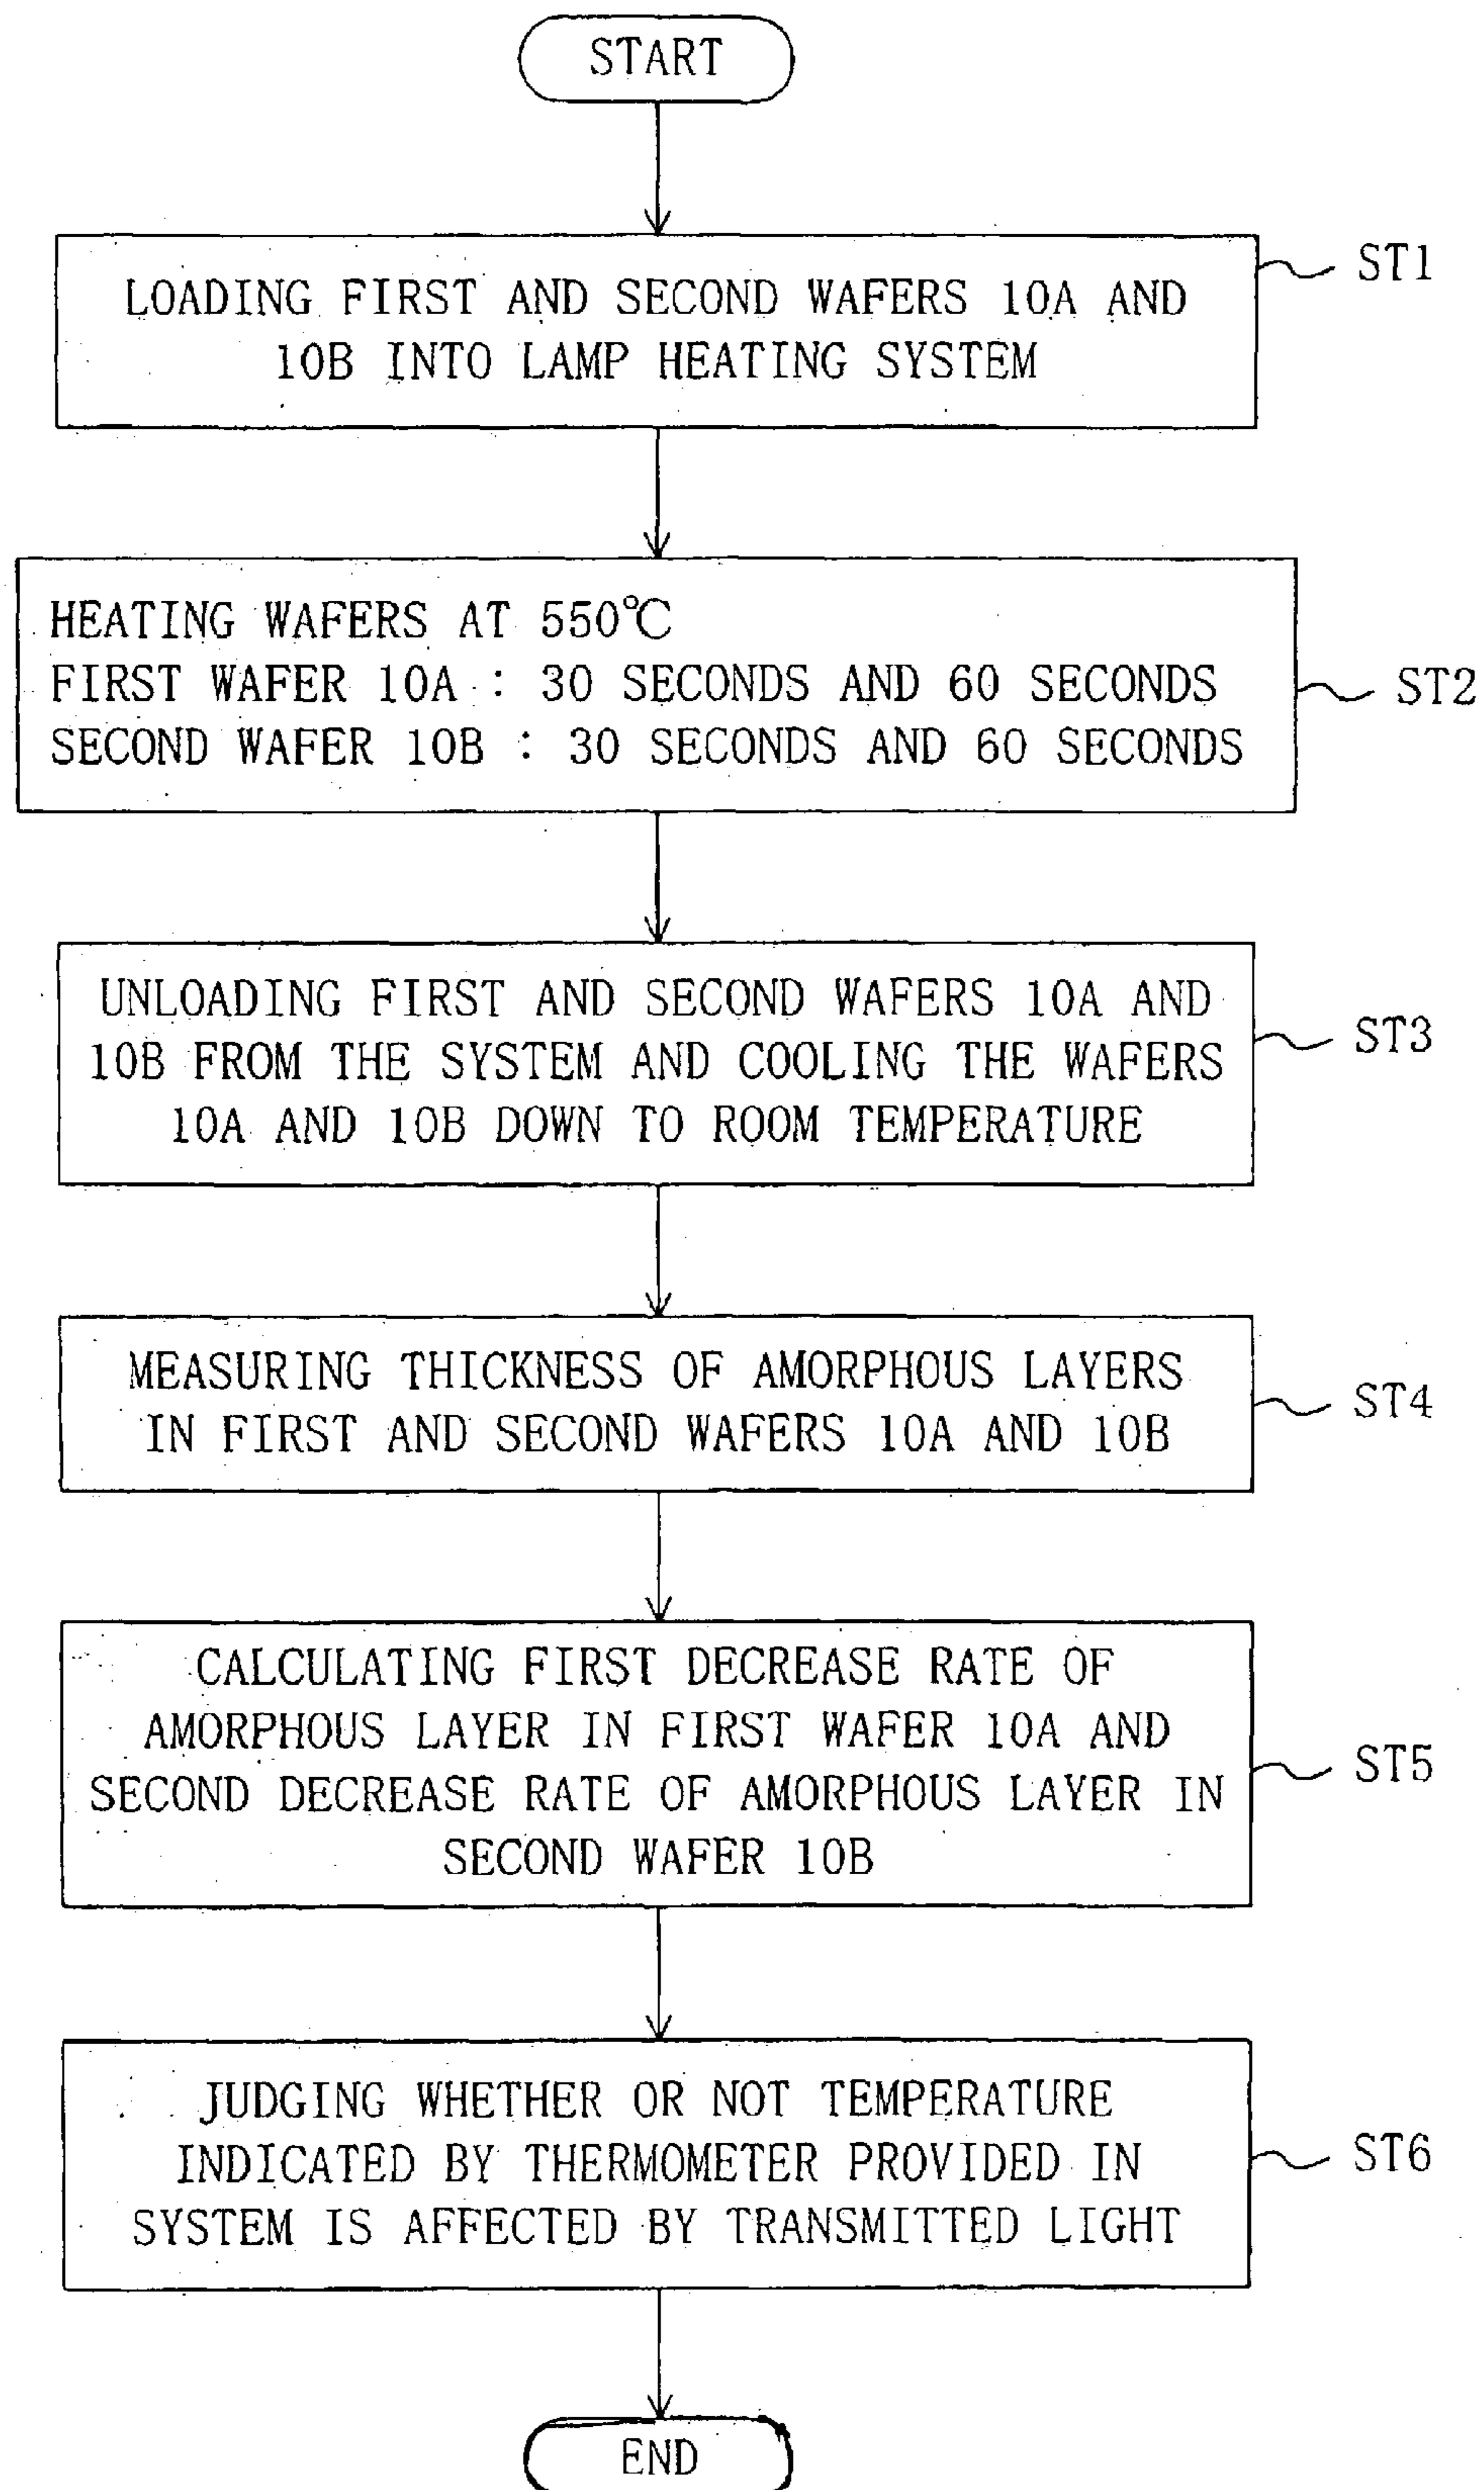 START
LOADING FIRST AND SECOND WAFERS 10A AND
10B INTO LAMP HEATING SYSTEM
ST1
HEATING WAFERS AT 550℃
FIRST WAFER 10A : 30 SECONDS AND 60 SECONDS
SECOND WAFER 10B : 30 SECONDS AND 60 SECONDS
ST2
UNLOADING FIRST AND SECOND WAFERS 10A AND
10B FROM THE SYSTEM AND COOLING THE WAFERS
10A AND 10B DOWN TO ROOM TEMPERATURE
ST3
MEASURING THICKNESS OF AMORPHOUS LAYERS
IN FIRST AND SECOND WAFERS 10A AND 10B
ST4
CALCULATING FIRST DECREASE RATE OF
AMORPHOUS LAYER IN FIRST WAFER 10A AND
SECOND DECREASE RATE OF AMORPHOUS LAYER IN
SECOND WAFER 10B
ST5
JUDGING WHETHER OR NOT TEMPERATURE
INDICATED BY THERMOMETER PROVIDED IN
SYSTEM IS AFFECTED BY TRANSMITTED LIGHT
ST6
END